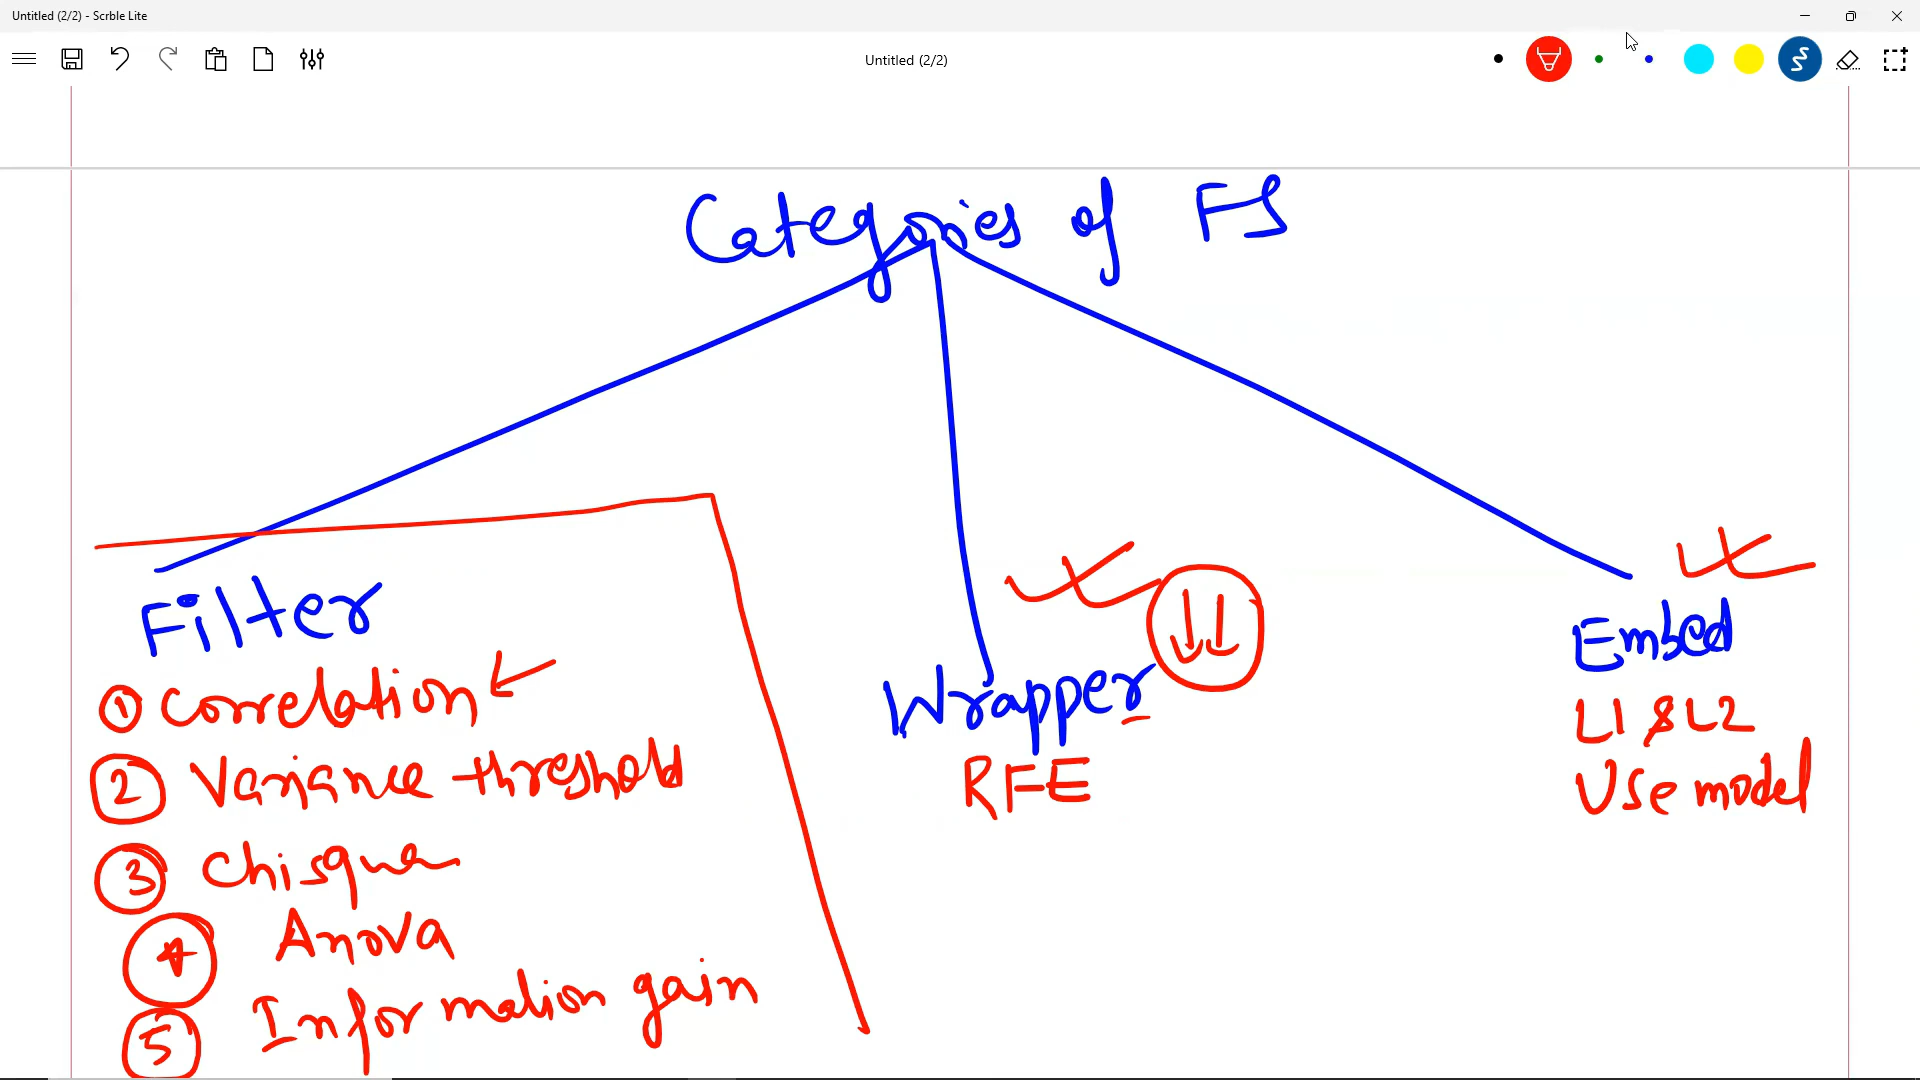 Untitled (2/2) - Scrble Lite
Untitled (2/2)
Categories of FS
Filter
① Correlation
② Variance threshold
③ Chisqua
④ Anova
⑤ Information gain
Wrapper
RFE
Embed
L1 & L2
Use model